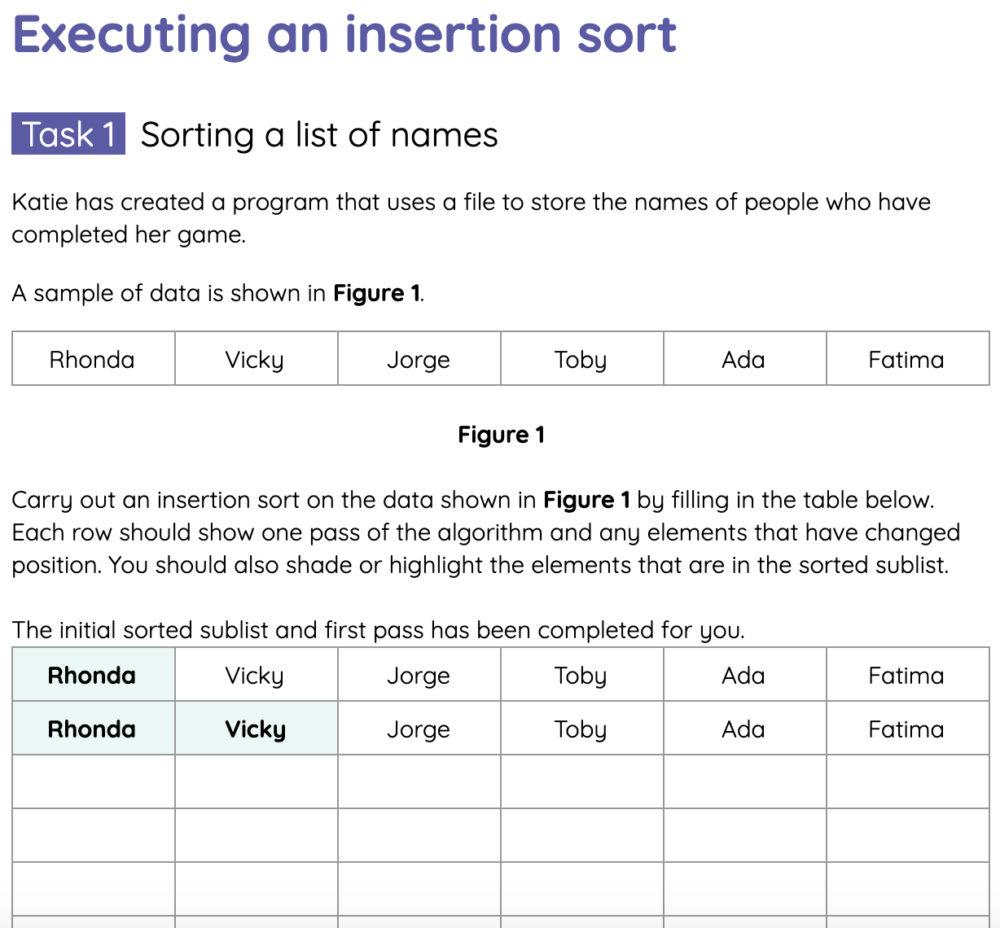 Executing an insertion sort
Task 1 Sorting a list of names
Katie has created a program that uses a file to store the names of people who have
completed her game.
A sample of data is shown in Figure 1.
Rhonda Vicky Jorge Toby Ada Fatima
Figure 1
Carry out an insertion sort on the data shown in Figure 1 by filling in the table below.
Each row should show one pass of the algorithm and any elements that have changed
position. You should also shade or highlight the elements that are in the sorted sublist.
The initial sorted sublist and first pass has been completed for you.
Rhonda Vicky Jorge Toby Ada Fatima
Rhonda Vicky Jorge Toby Ada Fatima